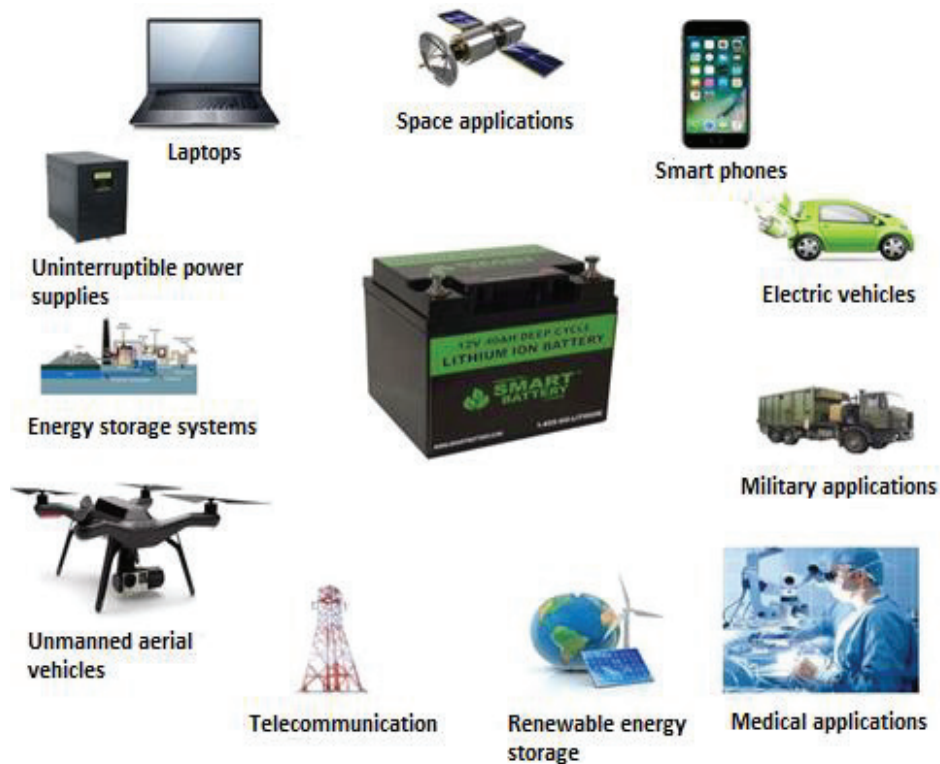 Space applications
Laptops
Smart phones
Uninterruptible power
supplies
Electric vehicles
12V 40AH DEEP CYCLE
LITHIUM ION BATTERY
SMART
BATTERY
Energy storage systems
Military applications
Unmanned aerial
vehicles
Telecommunication
Renewable energy
storage
Medical applications